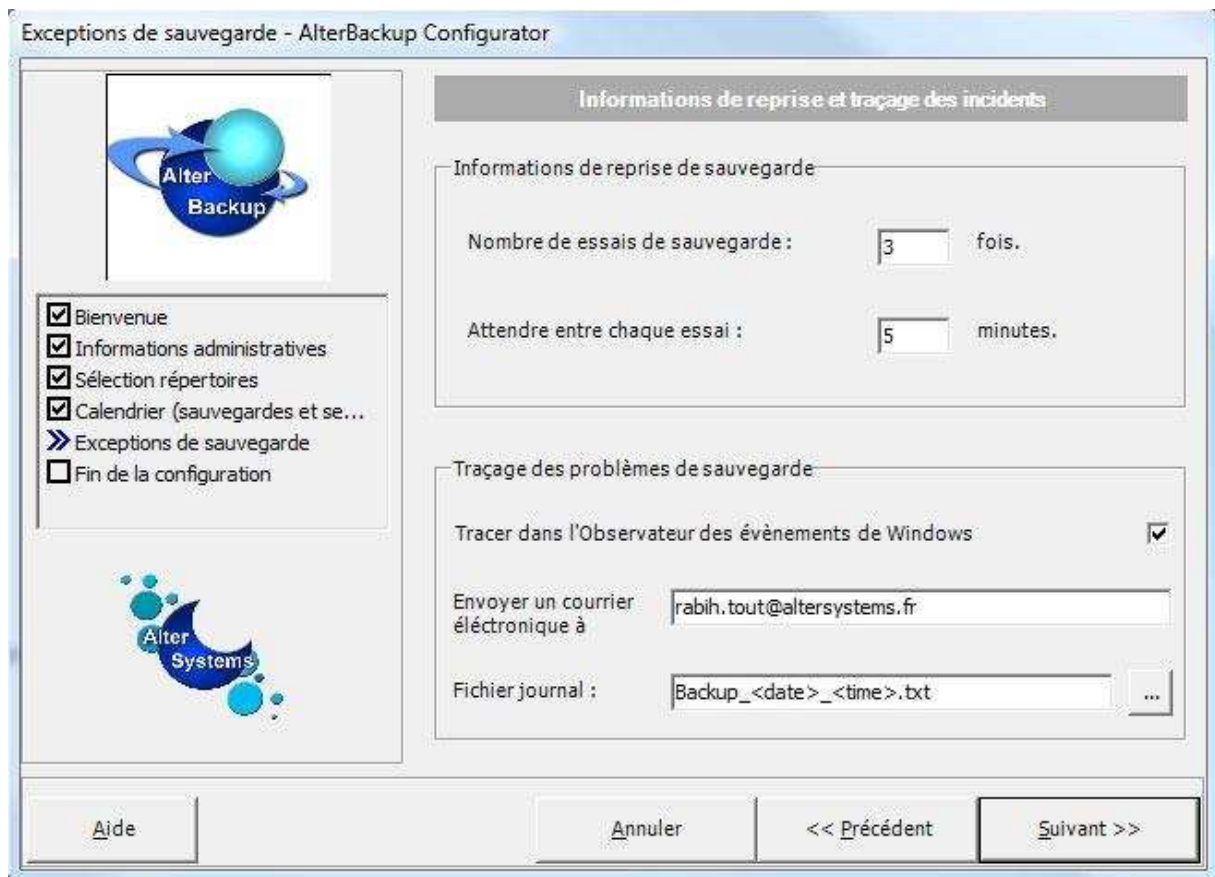 Exceptions de sauvegarde - AlterBackup Configurator
Alter
Backup
Bienvenue
Informations administratives
Sélection répertoires
Calendrier (sauvegardes et se...
Exceptions de sauvegarde
Fin de la configuration
Alter
Systems
Informations de reprise et traçage des incidents
Informations de reprise de sauvegarde
Nombre de essais de sauvegarde : 3 fois.
Attendre entre chaque essai : 5 minutes.
Traçage des problèmes de sauvegarde
Tracer dans l'Observateur des évènements de Windows
Envoyer un courrier
éléctronique à
rabih.tout@altersystems.fr
Fichier journal : Backup_<date>_<time>.txt ...
Aide Annuler << Précédent Suivant >>